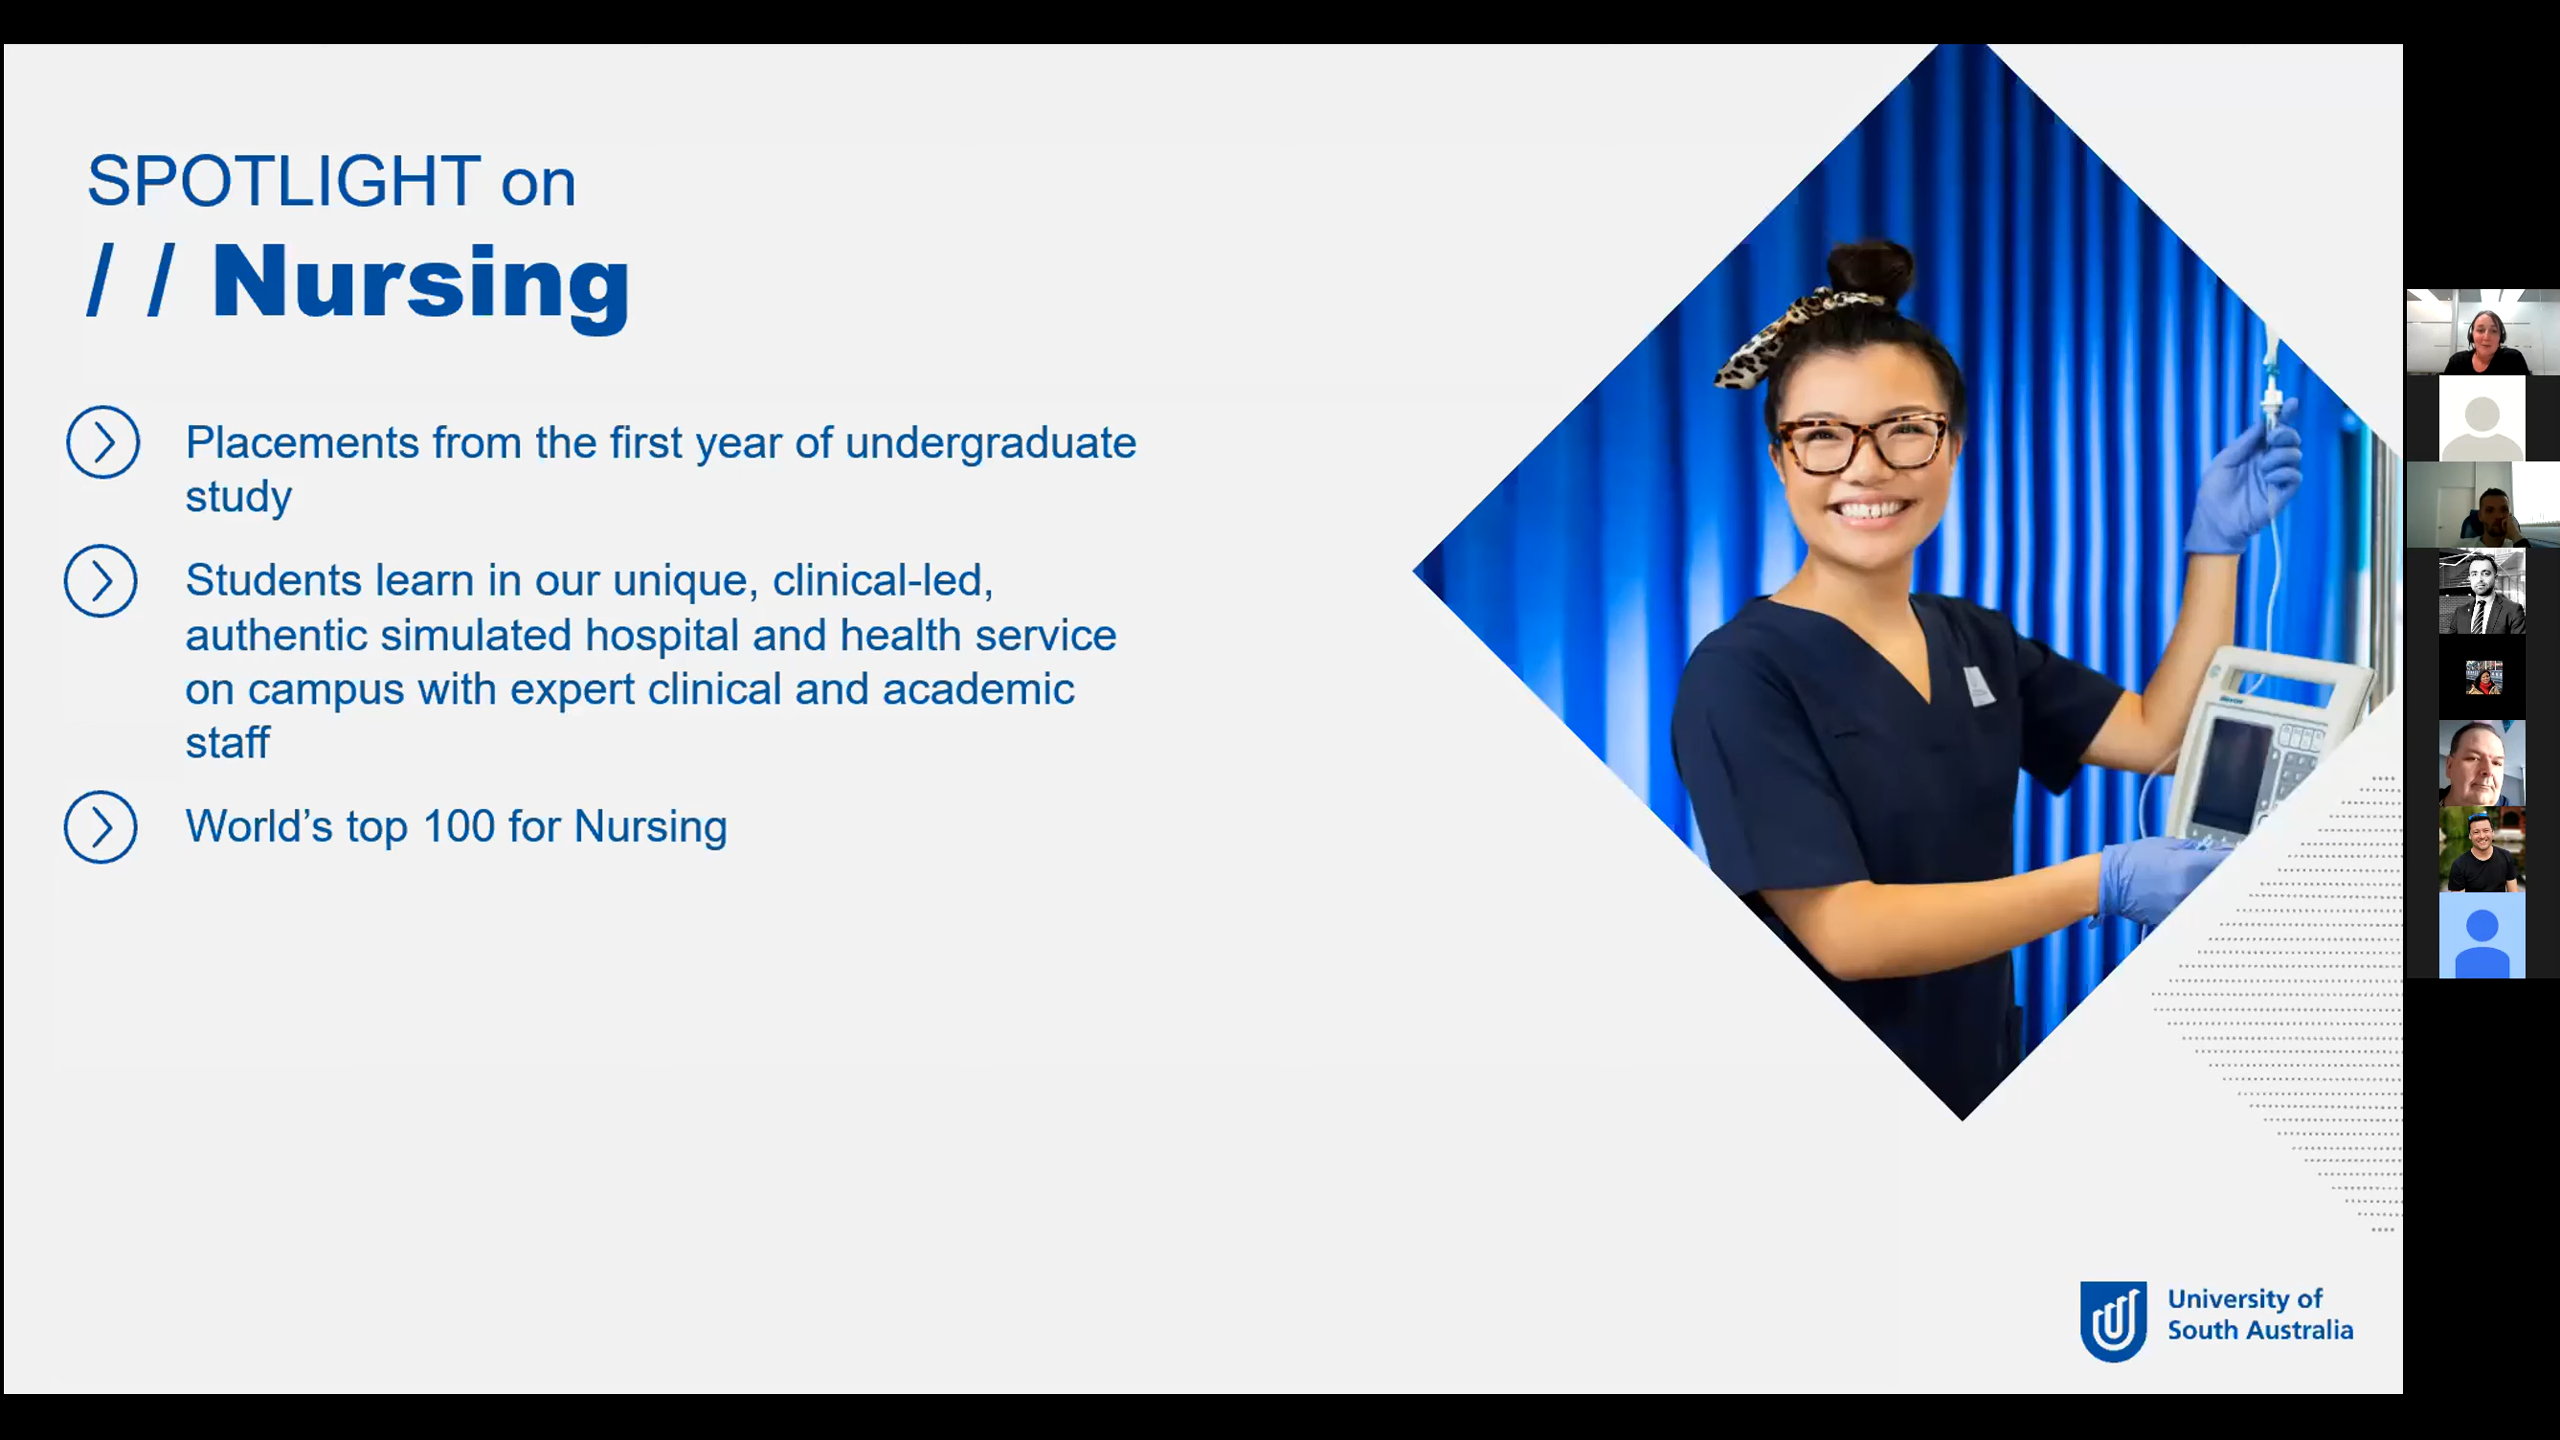 SPOTLIGHT on
/ / Nursing
Placements from the first year of undergraduate
study
Students learn in our unique, clinical-led,
authentic simulated hospital and health service
on campus with expert clinical and academic
staff
World’s top 100 for Nursing
University of
South Australia